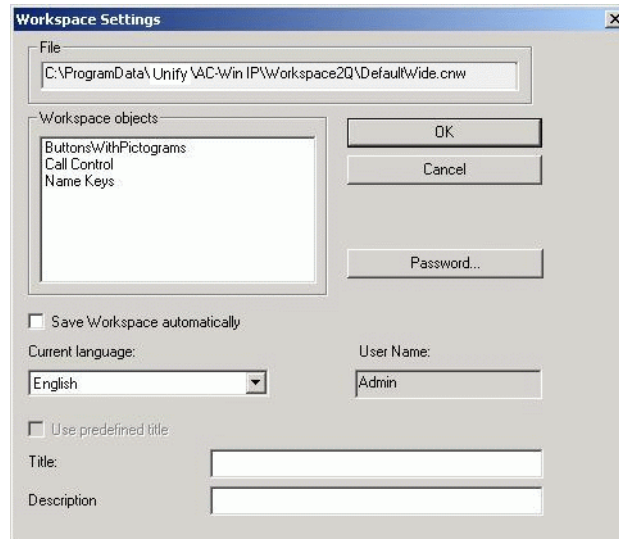 Workspace Settings
File
C:\ProgramData\ Unify \AC-Win IP\Workspace2Q\DefaultWide.cnw
Workspace objects
ButtonsWithPictograms
Call Control
Name Keys
OK
Cancel
Password...
Save Workspace automatically
Current language:
User Name:
English
Admin
Use predefined title
Title:
Description